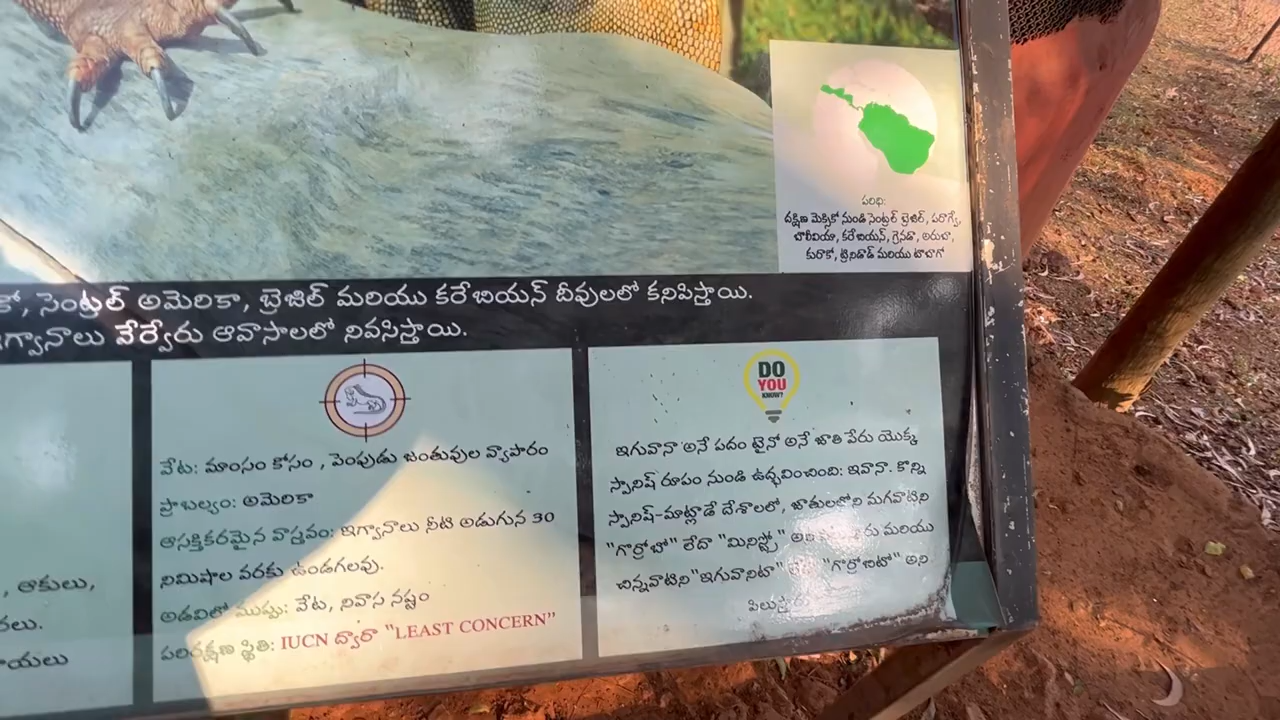 పరిధి:
దక్షిణ మెక్సికో నుండి సెంట్రల్ బ్రెజిల్, పరాగ్వే,
బొలీవియా, కరేబియన్, గ్రెనడా, అరుబా,
కురాకో, ట్రినిడాడ్ మరియు టొబాగో
కో, సెంట్రల్ అమెరికా, బ్రెజిల్ మరియు కరేబియన్ దీవులలో కనిపిస్తాయి.
గ్వానాలు వేర్వేరు ఆవాసాలలో నివసిస్తాయి.
, ఆకులు,
వేట: మాంసం కోసం , పెంపుడు జంతువుల వ్యాపారం
ప్రాబల్యం: అమెరికా
ఆసక్తికరమైన వాస్తవం: ఇగ్వానాలు నీటి అడుగున 30
నిమిషాల వరకు ఉండగలవు.
అడవిలో ముప్పు: వేట, నివాస నష్టం
పరిరక్షణ స్థితి: IUCN ద్వారా "LEAST CONCERN"
DO
YOU
KNOW?
ఇగువానా అనే పదం టైనో అనే జాతి పేరు యొక్క
స్పానిష్ రూపం నుండి ఉద్భవించింది: ఇవానా. కొన్ని
స్పానిష్-మాట్లాడే దేశాలలో, జాతులలోని మగవాటిని
"గొర్రోబో" లేదా "మినిస్ట్రో" మరియు
చిన్నవాటిని "ఇగువానిటా" "గొర్రోబిటో" అని